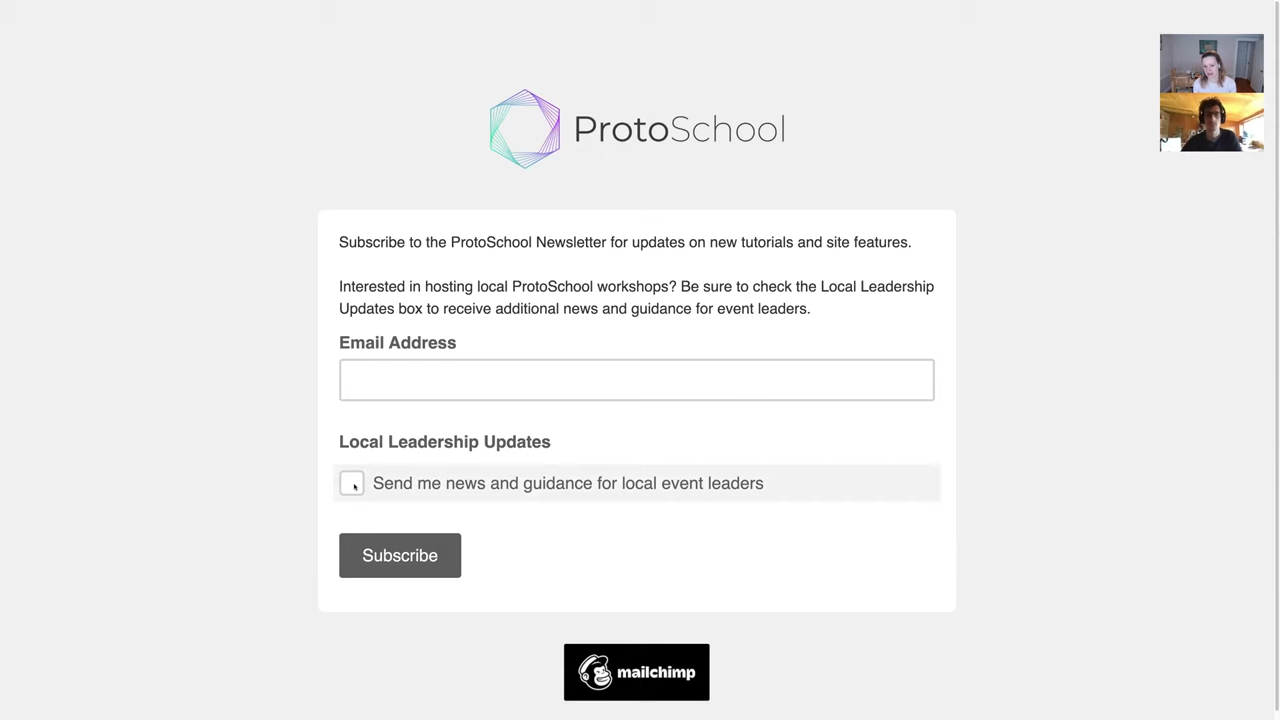 ProtoSchool
Subscribe to the ProtoSchool Newsletter for updates on new tutorials and site features.
Interested in hosting local ProtoSchool workshops? Be sure to check the Local Leadership
Updates box to receive additional news and guidance for event leaders.
Email Address
Local Leadership Updates
Send me news and guidance for local event leaders
Subscribe
mailchimp